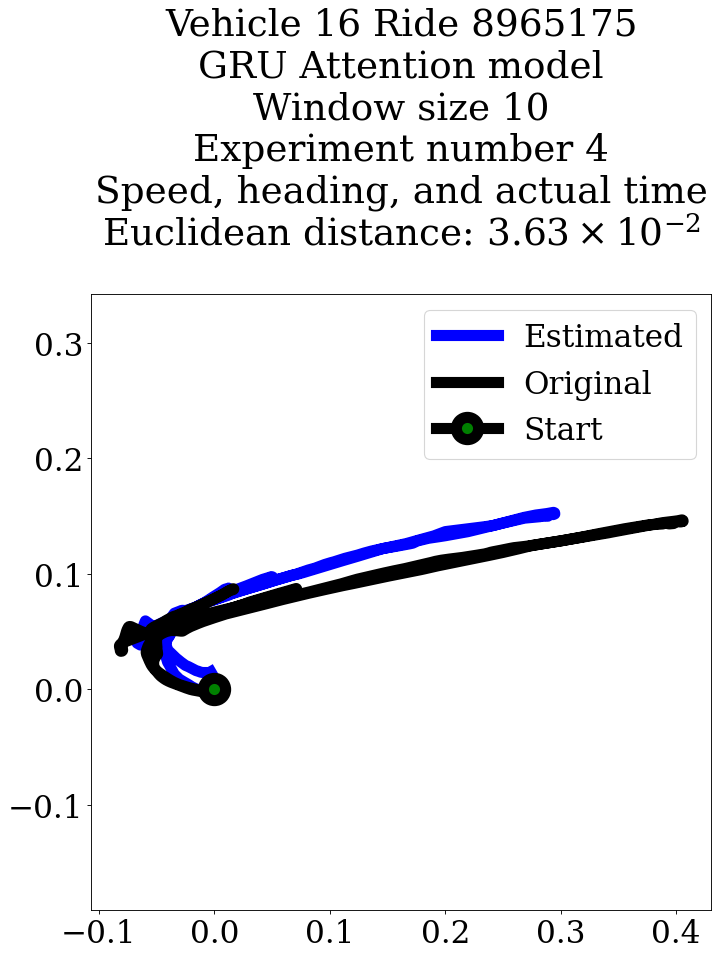 Vehicle 16 Ride 8965175
GRU Attention model
Window size 10
Experiment number 4
Speed, heading, and actual time
Euclidean distance: 3.63 × 10⁻²
Estimated
Original
Start
0.3
0.2
0.1
0.0
−0.1
−0.1 0.0 0.1 0.2 0.3 0.4